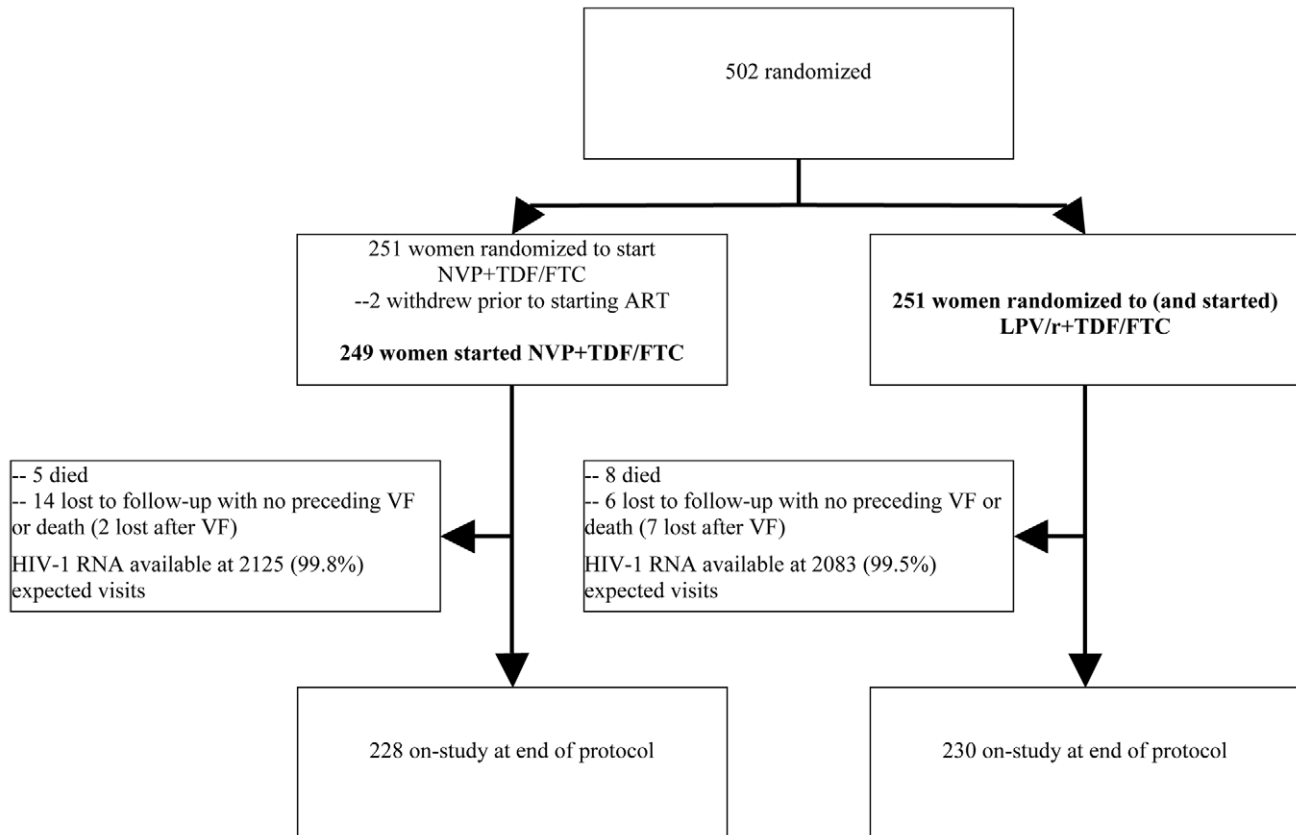 502 randomized
251 women randomized to start
NVP+TDF/FTC
--2 withdrew prior to starting ART
249 women started NVP+TDF/FTC
251 women randomized to (and started)
LPV/r+TDF/FTC
-- 5 died
-- 14 lost to follow-up with no preceding VF
or death (2 lost after VF)
HIV-1 RNA available at 2125 (99.8%)
expected visits
-- 8 died
-- 6 lost to follow-up with no preceding VF or
death (7 lost after VF)
HIV-1 RNA available at 2083 (99.5%)
expected visits
228 on-study at end of protocol
230 on-study at end of protocol